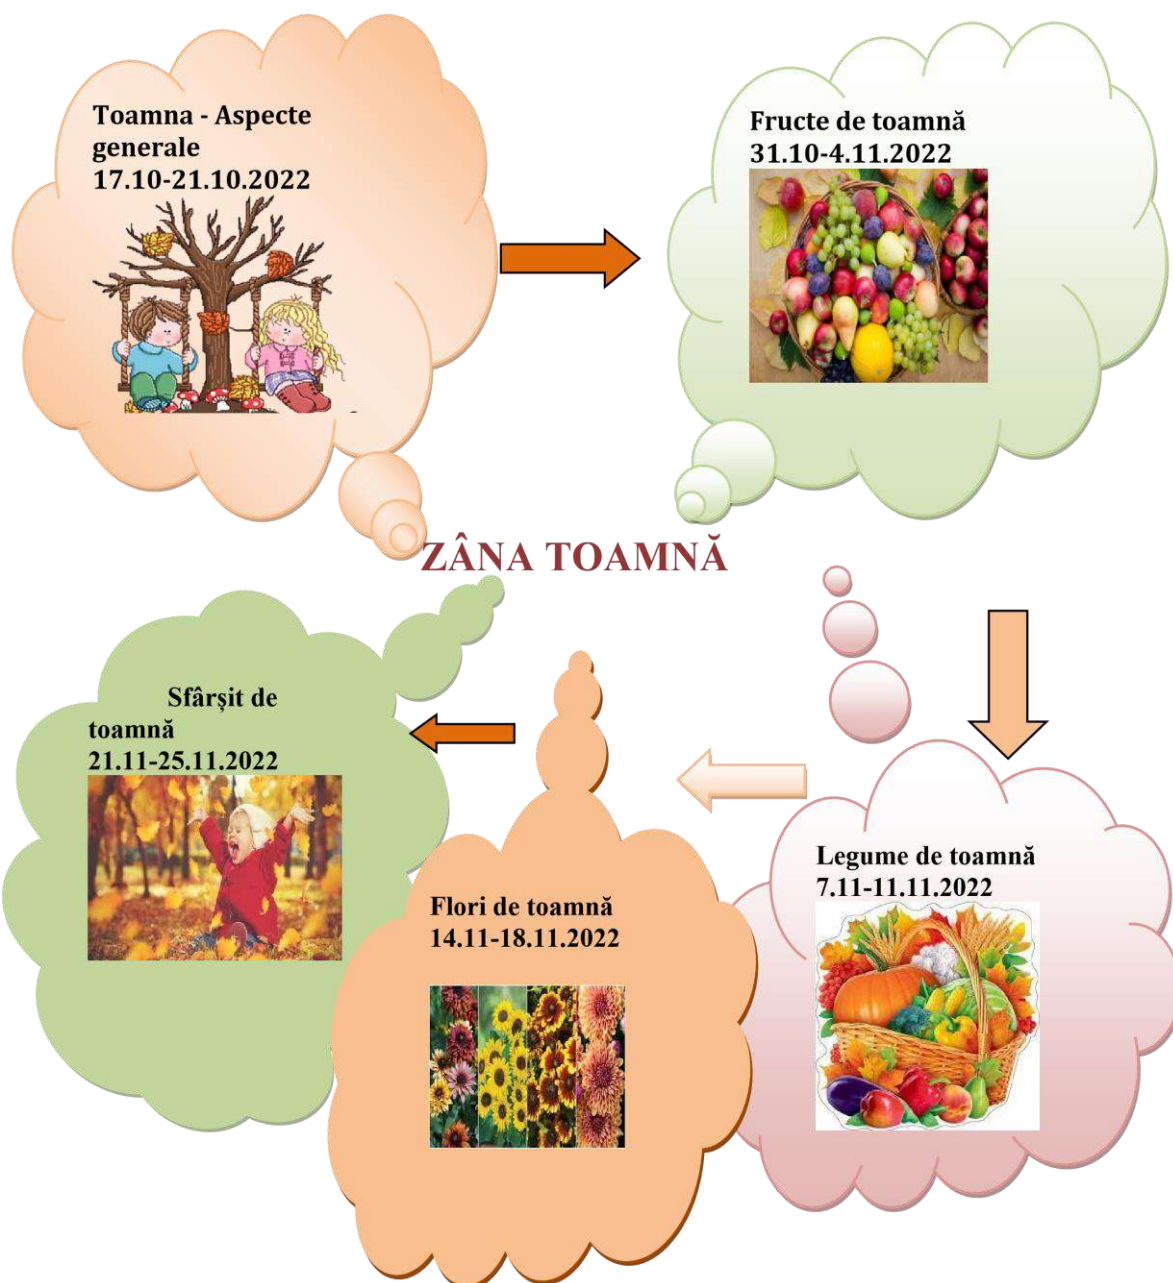 Toamna - Aspecte
generale
17.10-21.10.2022
Fructe de toamnă
31.10-4.11.2022
ZÂNA TOAMNĂ
Sfârșit de
toamnă
21.11-25.11.2022
Flori de toamnă
14.11-18.11.2022
Legume de toamnă
7.11-11.11.2022